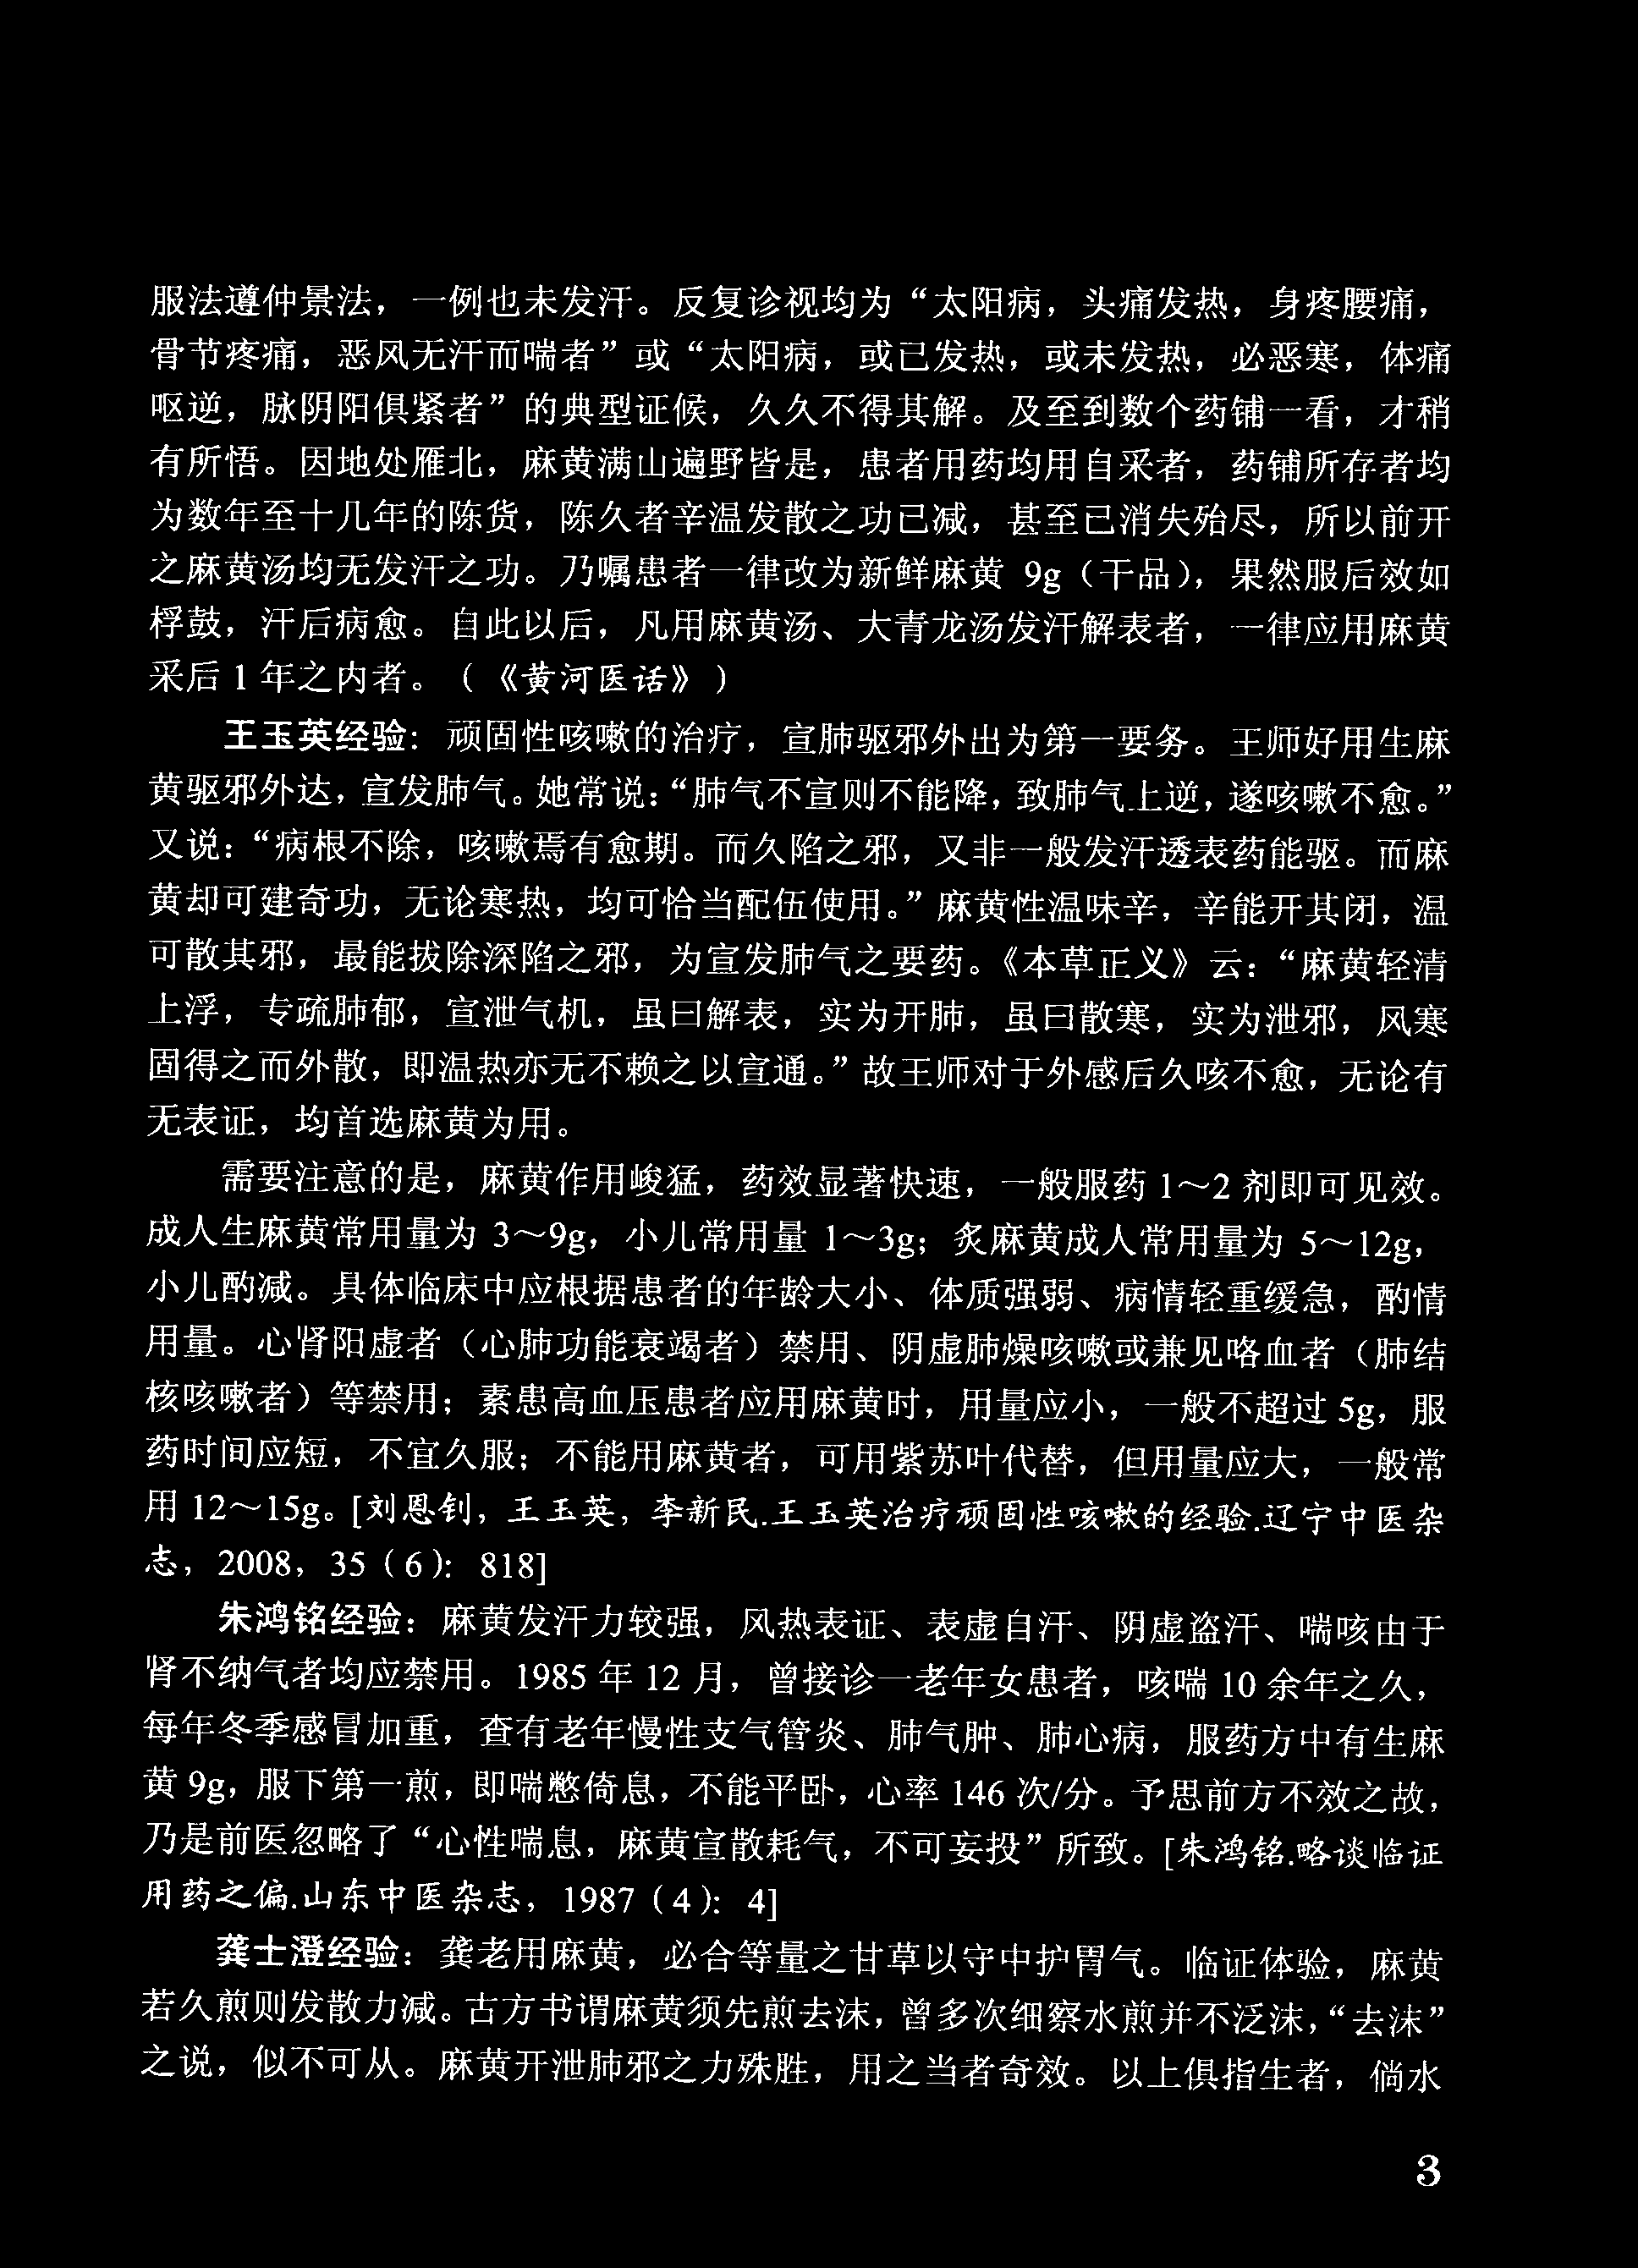 服法遵仲景法，一例也未发汗。反复诊视均为“太阳病，头痛发热，身疼腰痛，
骨节疼痛，恶风无汗而喘者”或“太阳病，或已发热，或未发热，必恶寒，体痛
呕逆，脉阴阳俱紧者”的典型证候，久久不得其解。及至到数个药铺一看，才稍
有所悟。因地处雁北，麻黄满山遍野皆是，患者用药均用自采者，药铺所存者均
为数年至十几年的陈货，陈久者辛温发散之功已减，甚至已消失殆尽，所以前开
之麻黄汤均无发汗之功。乃嘱患者一律改为新鲜麻黄 9g（干品），果然服后效如
桴鼓，汗后病愈。自此以后，凡用麻黄汤、大青龙汤发汗解表者，一律应用麻黄
采后 1 年之内者。（《黄河医话》）
王玉英经验：顽固性咳嗽的治疗，宣肺驱邪外出为第一要务。王师好用生麻
黄驱邪外达，宣发肺气。她常说：“肺气不宣则不能降，致肺气上逆，遂咳嗽不愈。”
又说：“病根不除，咳嗽焉有愈期。而久陷之邪，又非一般发汗透表药能驱。而麻
黄却可建奇功，无论寒热，均可恰当配伍使用。”麻黄性温味辛，辛能开其闭，温
可散其邪，最能拔除深陷之邪，为宣发肺气之要药。《本草正义》云：“麻黄轻清
上浮，专疏肺郁，宣泄气机，虽曰解表，实为开肺，虽曰散寒，实为泄邪，风寒
固得之而外散，即温热亦无不赖之以宣通。”故王师对于外感后久咳不愈，无论有
无表证，均首选麻黄为用。
需要注意的是，麻黄作用峻猛，药效显著快速，一般服药 1～2 剂即可见效。
成人生麻黄常用量为 3～9g，小儿常用量 1～3g；炙麻黄成人常用量为 5～12g，
小儿酌减。具体临床中应根据患者的年龄大小、体质强弱、病情轻重缓急，酌情
用量。心肾阳虚者（心肺功能衰竭者）禁用、阴虚肺燥咳嗽或兼见咯血者（肺结
核咳嗽者）等禁用；素患高血压患者应用麻黄时，用量应小，一般不超过 5g，服
药时间应短，不宜久服；不能用麻黄者，可用紫苏叶代替，但用量应大，一般常
用 12～15g。[刘恩钊，王玉英，李新民.王玉英治疗顽固性咳嗽的经验.辽宁中医杂
志，2008，35（6）：818]
朱鸿铭经验：麻黄发汗力较强，风热表证、表虚自汗、阴虚盗汗、喘咳由于
肾不纳气者均应禁用。1985 年 12 月，曾接诊一老年女患者，咳喘 10 余年之久，
每年冬季感冒加重，查有老年慢性支气管炎、肺气肿、肺心病，服药方中有生麻
黄 9g，服下第一煎，即喘憋倚息，不能平卧，心率 146 次/分。予思前方不效之故，
乃是前医忽略了“心性喘息，麻黄宣散耗气，不可妄投”所致。[朱鸿铭.略谈临证
用药之偏.山东中医杂志，1987（4）：4]
龚士澄经验：龚老用麻黄，必合等量之甘草以守中护胃气。临证体验，麻黄
若久煎则发散力减。古方书谓麻黄须先煎去沫，曾多次细察水煎并不泛沫，“去沫”
之说，似不可从。麻黄开泄肺邪之力殊胜，用之当者奇效。以上俱指生者，倘水
3